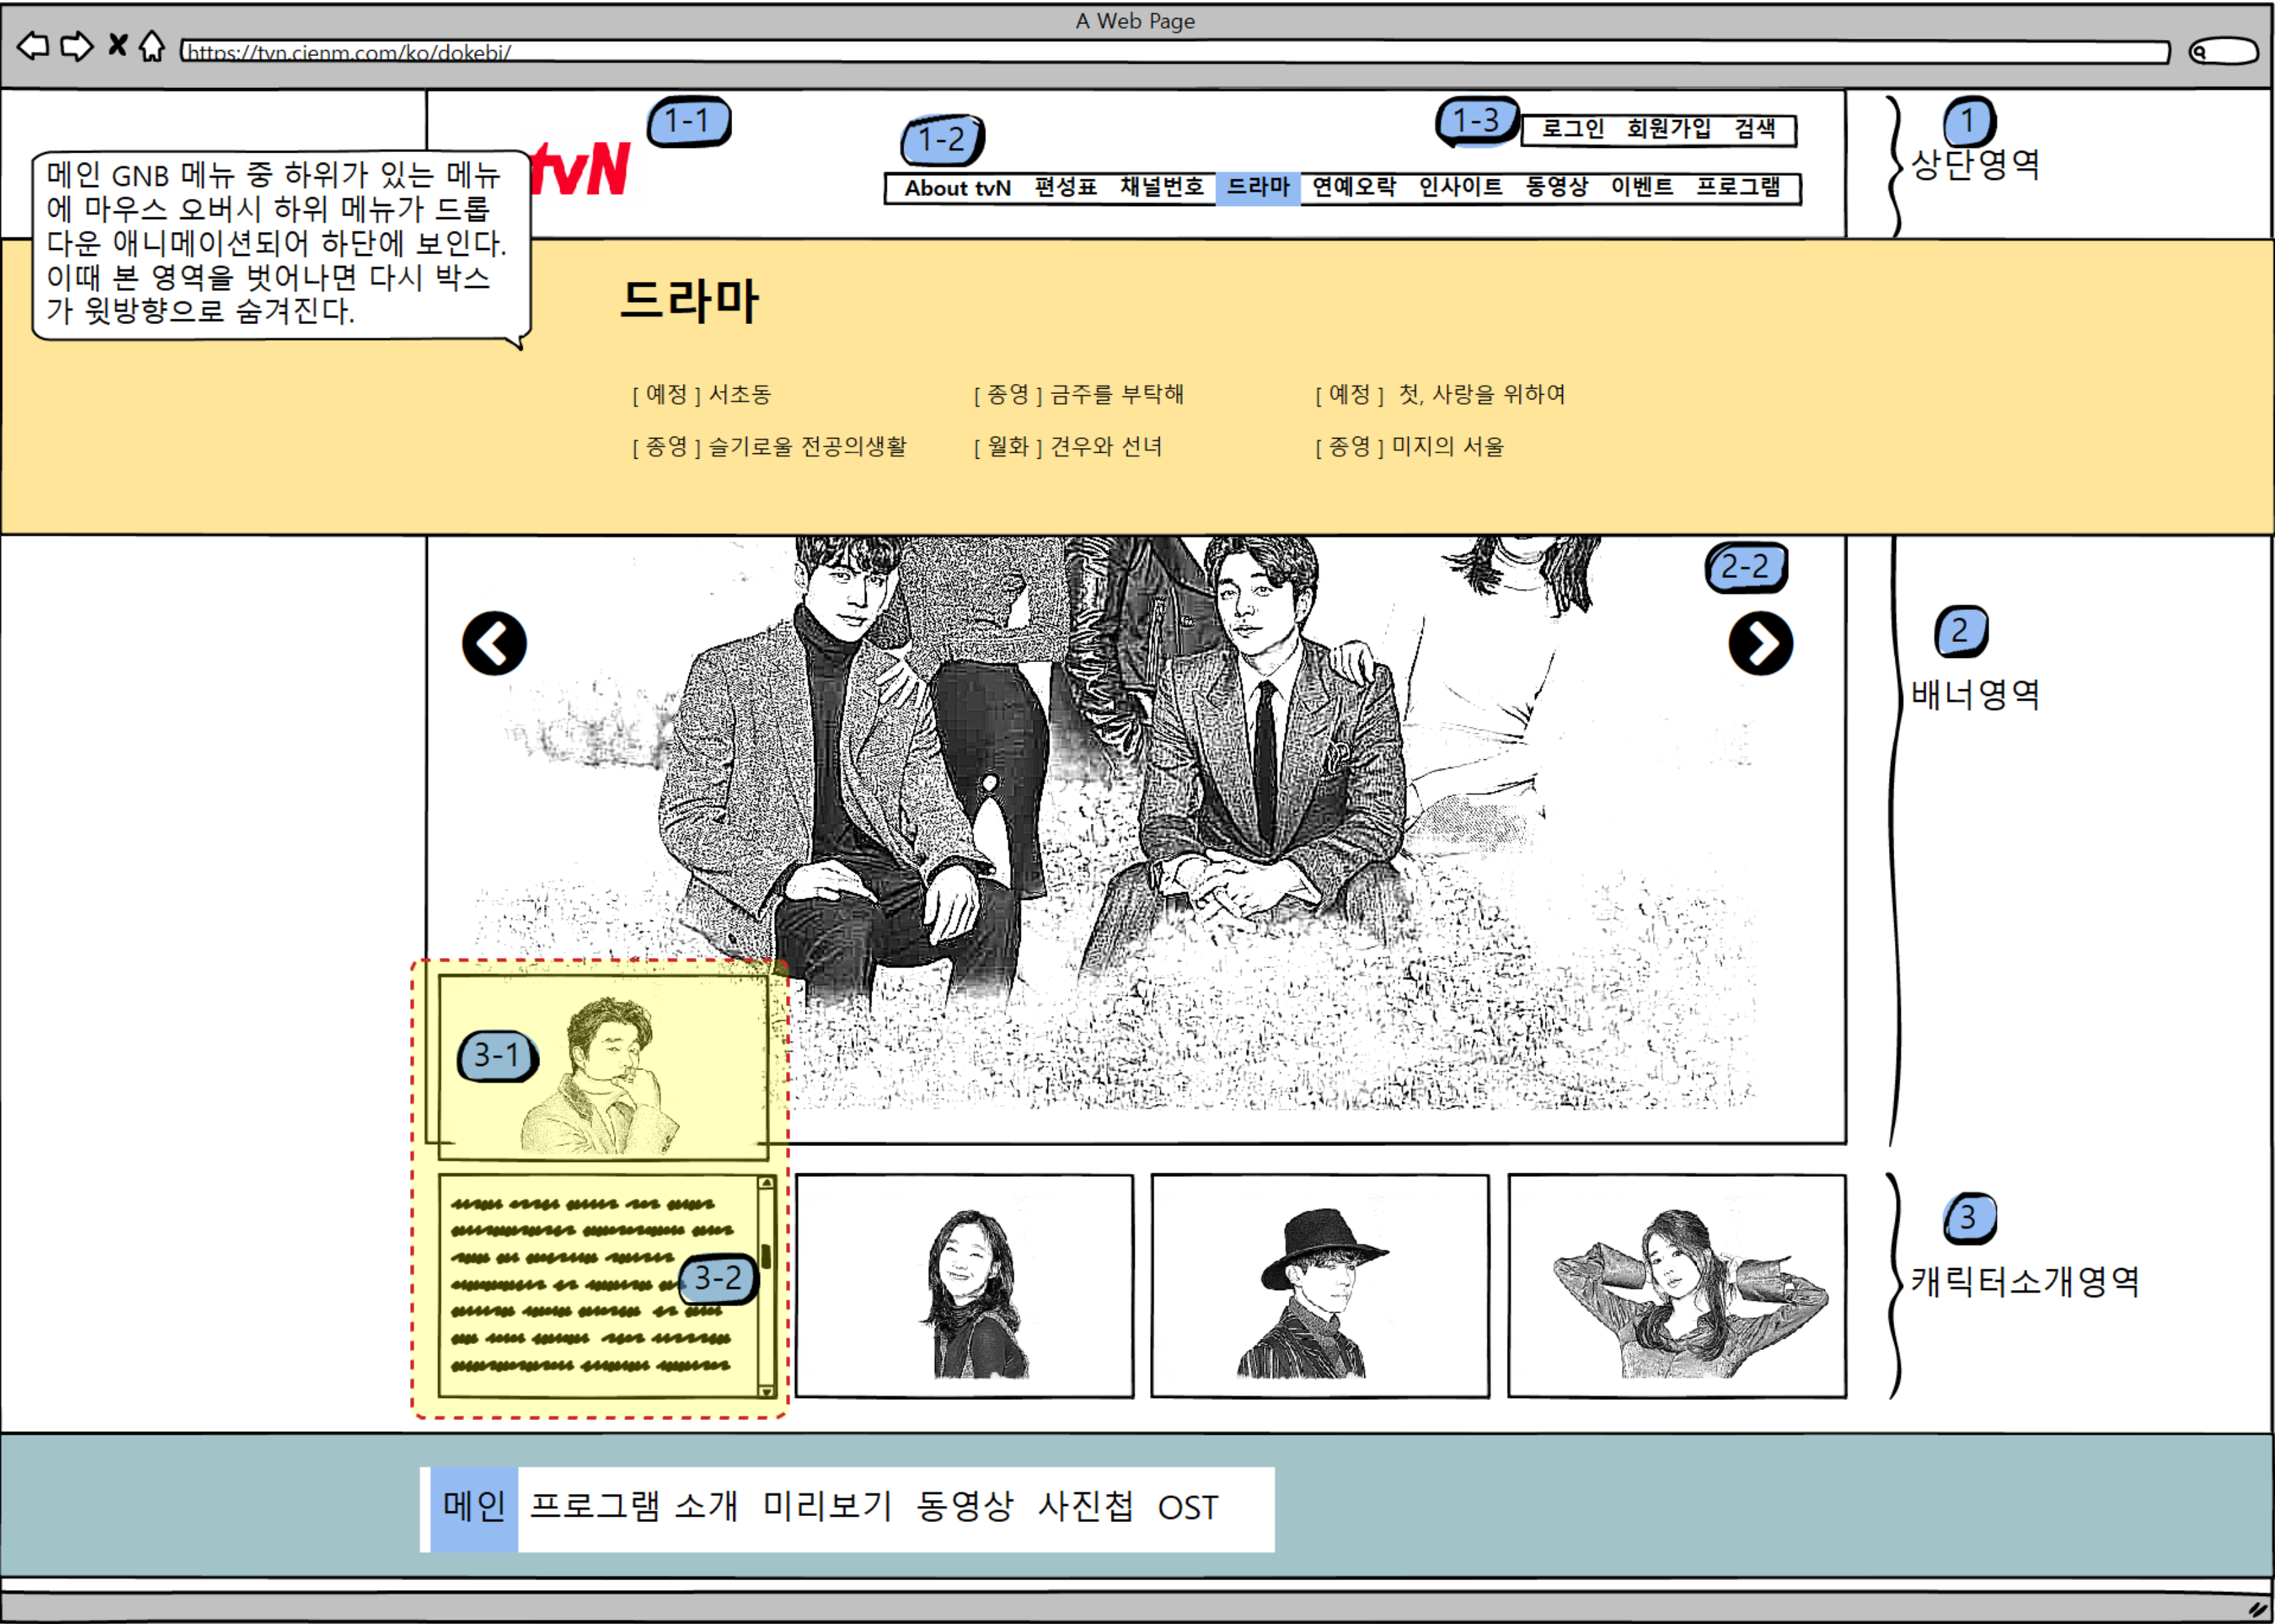 A Web Page
https://tvn.cjenm.com/ko/dokebi/
1-1
1-2
1-3
로그인 회원가입 검색
1
상단영역
tvN
About tvN 편성표 채널번호 드라마 연예오락 인사이트 동영상 이벤트 프로그램
메인 GNB 메뉴 중 하위가 있는 메뉴
에 마우스 오버시 하위 메뉴가 드롭
다운 애니메이션되어 하단에 보인다.
이때 본 영역을 벗어나면 다시 박스
가 윗방향으로 숨겨진다.
드라마
[ 예정 ] 서초동
[ 종영 ] 금주를 부탁해
[ 예정 ] 첫, 사랑을 위하여
[ 종영 ] 슬기로울 전공의생활
[ 월화 ] 견우와 선녀
[ 종영 ] 미지의 서울
2-2
2
배너영역
3-1
3-2
3
캐릭터소개영역
메인 프로그램 소개 미리보기 동영상 사진첩 OST